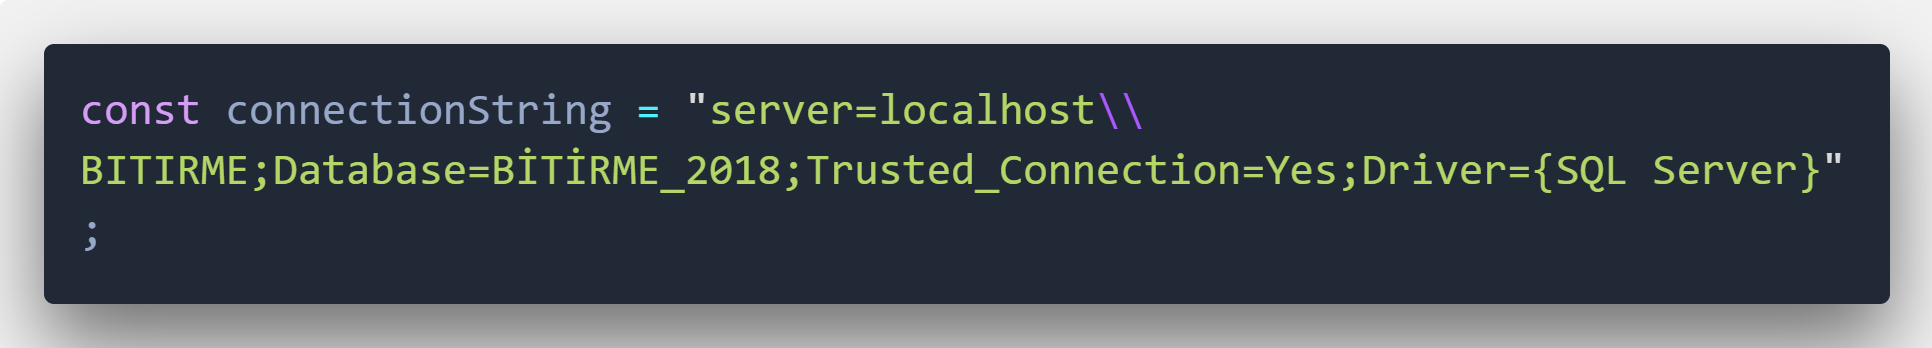 const connectionString = "server=localhost\\
BITIRME;Database=BİTİRME_2018;Trusted_Connection=Yes;Driver={SQL Server}"
;